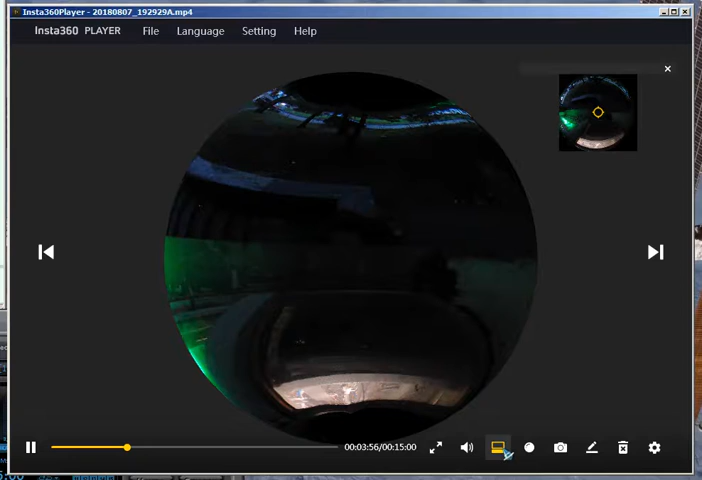 Insta360Player - 20180807_192929A.mp4
Insta360 PLAYER File Language Setting Help
00:03:56/00:15:00